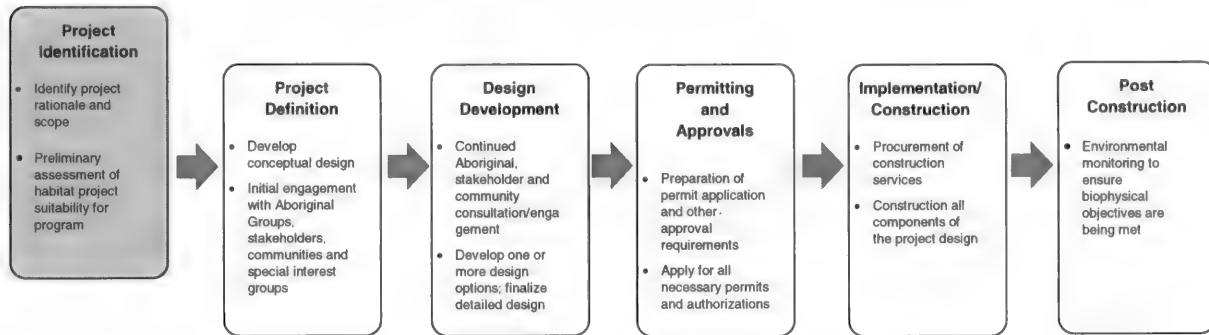 Project
Identification
• Identify project
rationale and
scope
• Preliminary
assessment of
habitat project
suitability for
program
Project
Definition
• Develop
conceptual design
• Initial engagement
with Aboriginal
Groups,
stakeholders,
communities and
special interest
groups
Design
Development
• Continued
Aboriginal,
stakeholder and
community
consultation/enga
gement
• Develop one or
more design
options; finalize
detailed design
Permitting
and
Approvals
• Preparation of
permit application
and other
approval
requirements
• Apply for all
necessary permits
and authorizations
Implementation/
Construction
• Procurement of
construction
services
• Construction all
components of
the project design
Post
Construction
• Environmental
monitoring to
ensure
biophysical
objectives are
being met